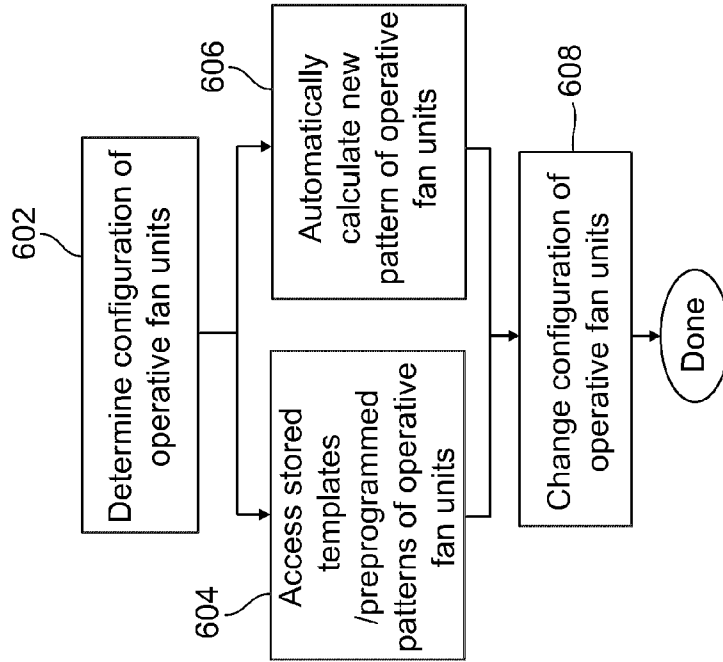 602
Determine configuration of
operative fan units
604
Access stored
templates
/preprogrammed
patterns of operative
fan units
606
Automatically
calculate new
pattern of operative
fan units
608
Change configuration of
operative fan units
Done